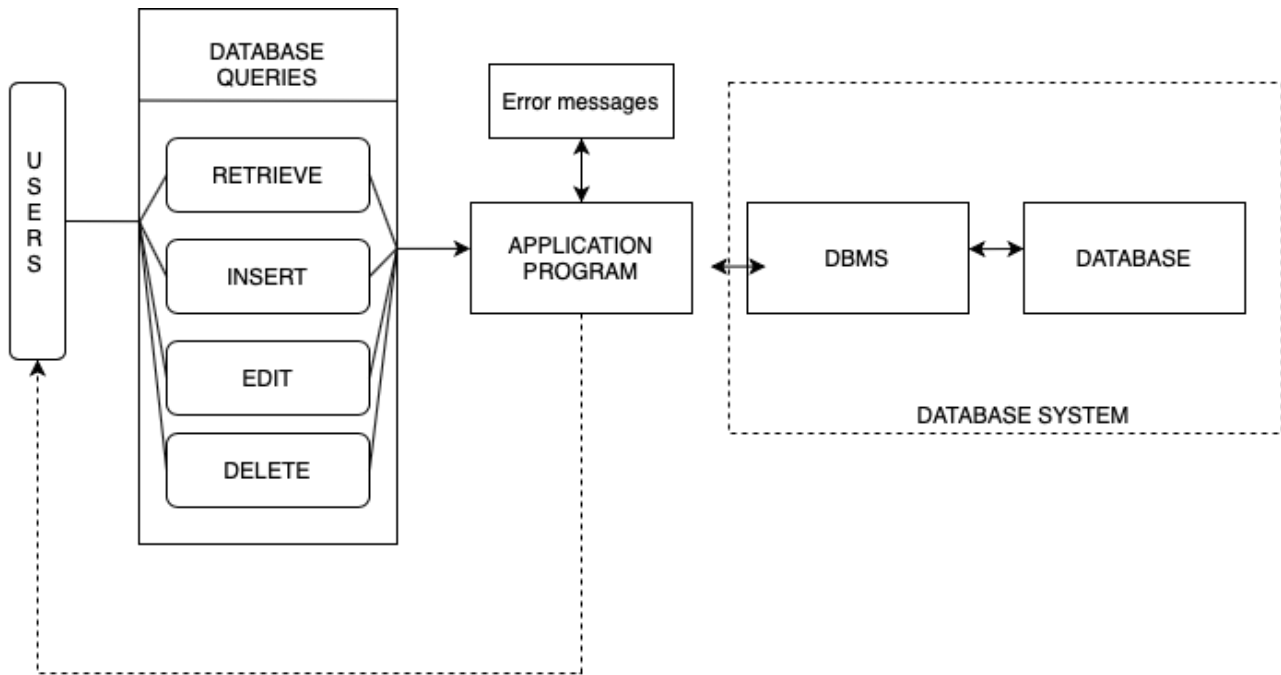 DATABASE
QUERIES
Error messages
U
S
E
R
S
RETRIEVE
INSERT
EDIT
DELETE
APPLICATION
PROGRAM
DBMS
DATABASE
DATABASE SYSTEM